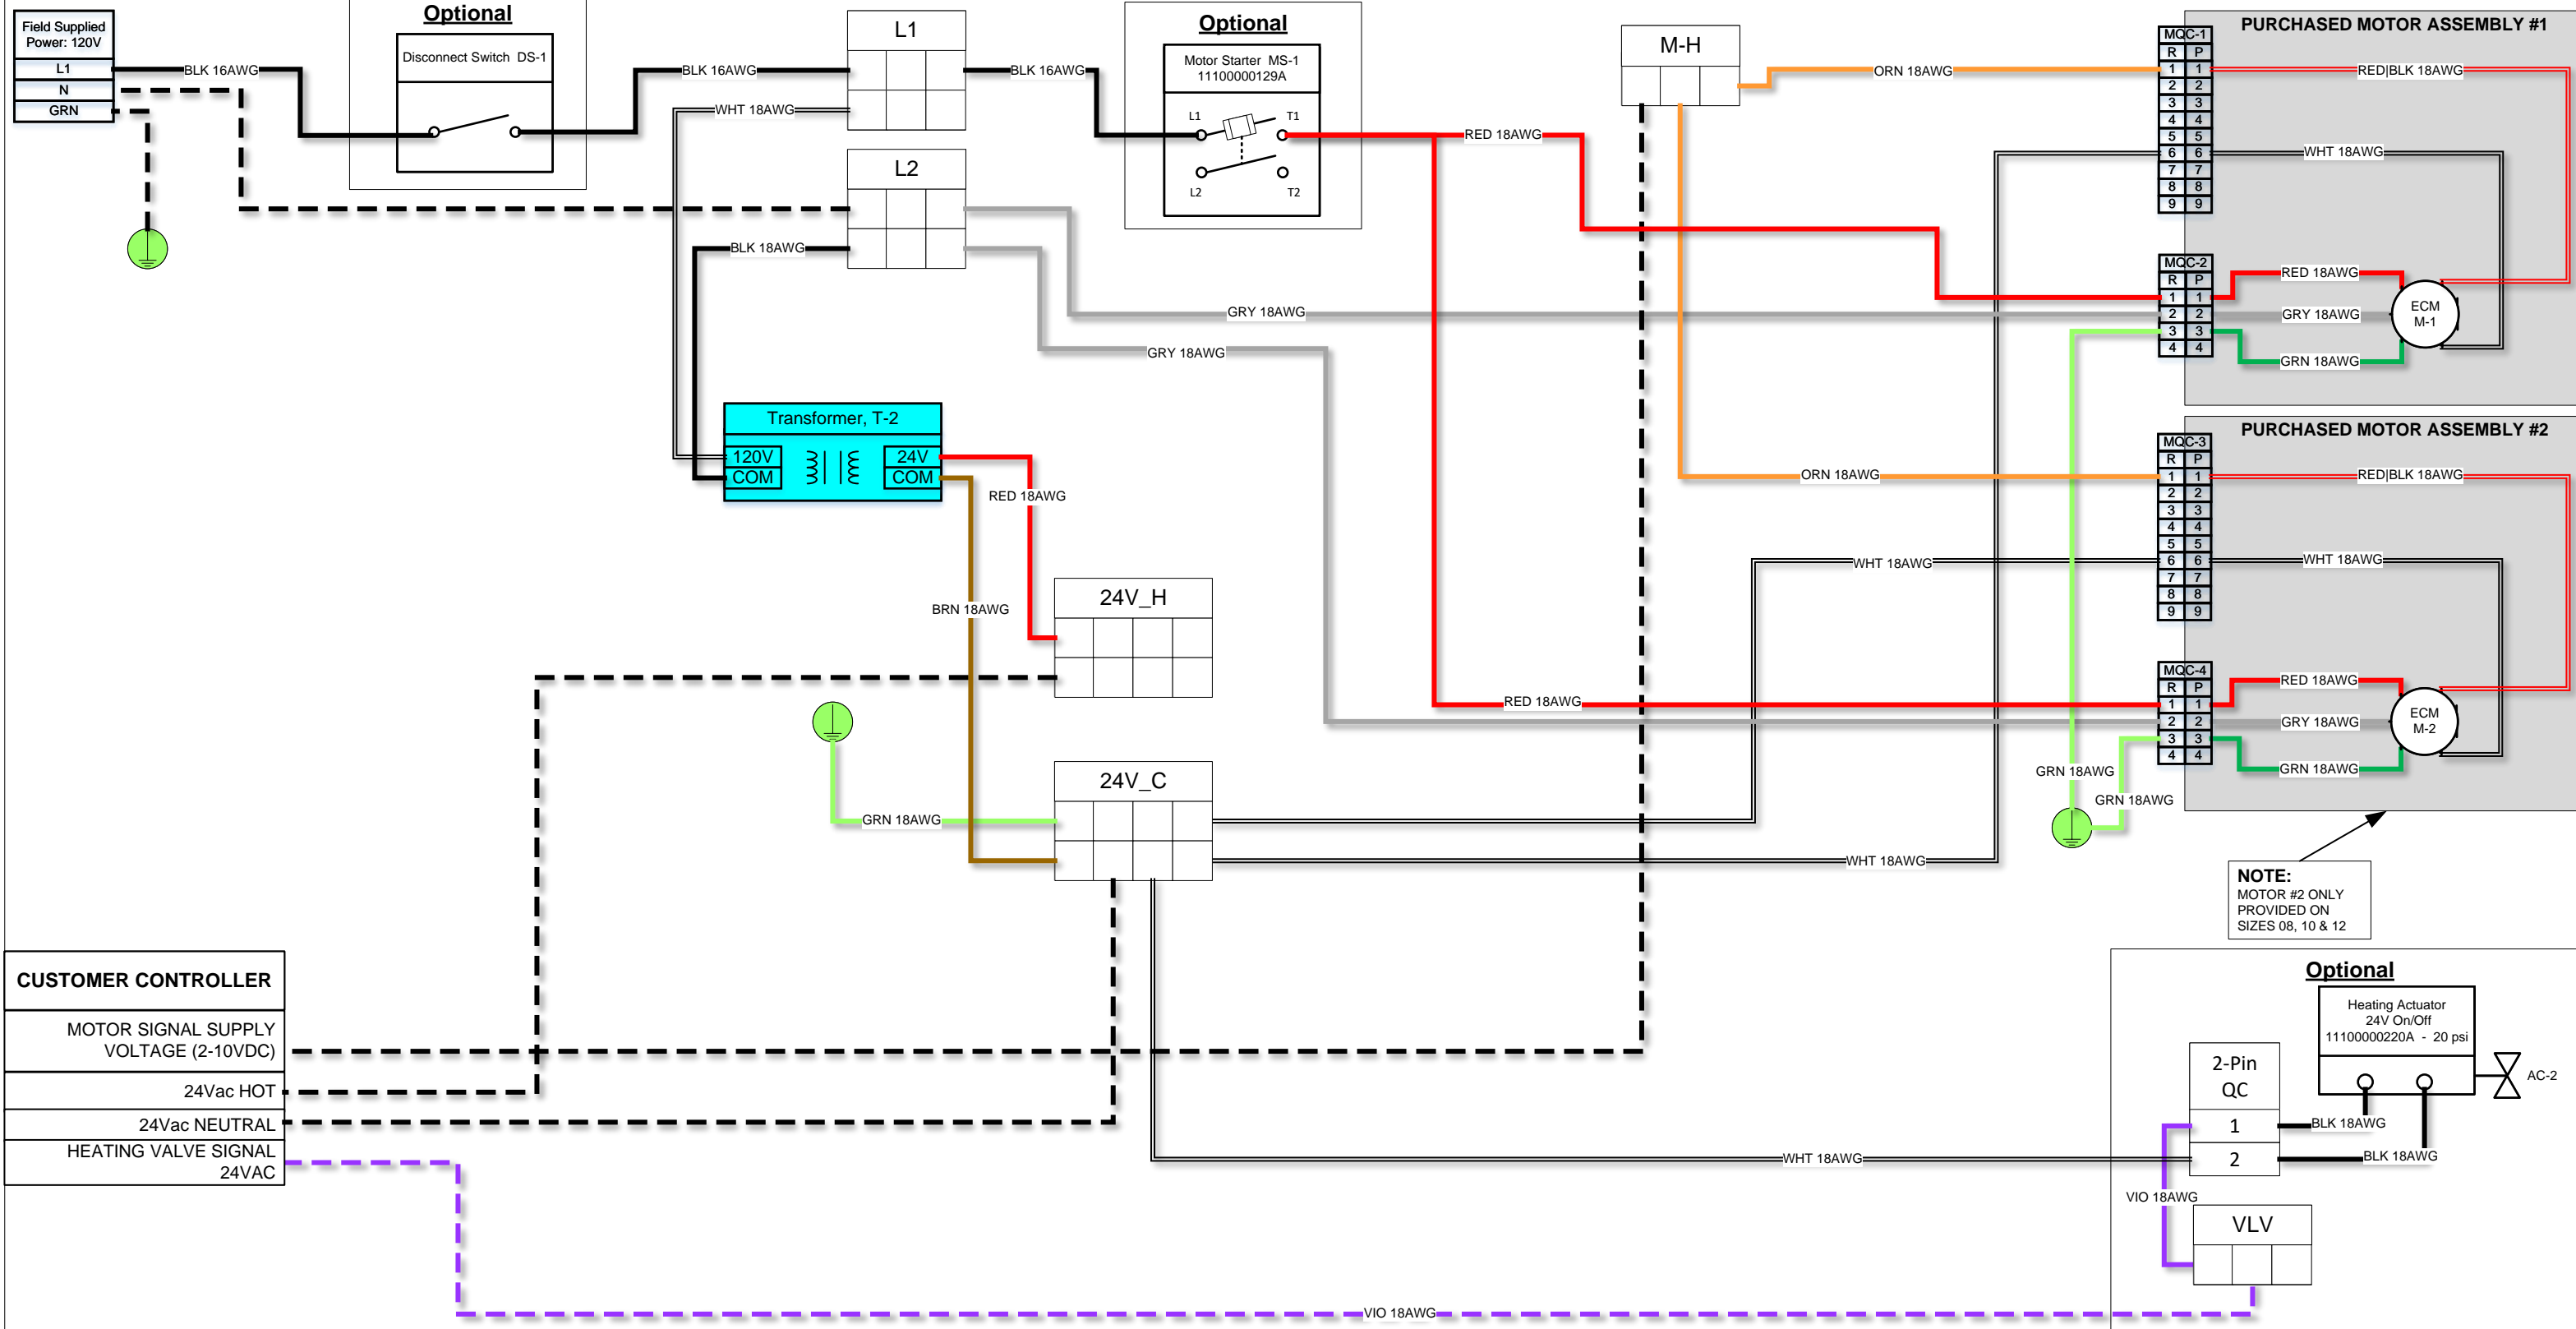 Field Supplied
Power: 120V
L1
N
GRN
BLK 16AWG
Optional
Disconnect Switch DS-1
BLK 16AWG
WHT 18AWG
L1
L2
BLK 18AWG
BLK 16AWG
Optional
Motor Starter MS-1
11100000129A
L1
T1
L2
T2
RED 18AWG
M-H
ORN 18AWG
PURCHASED MOTOR ASSEMBLY #1
MQC-1
R P
1 1
2 2
3 3
4 4
5 5
6 6
7 7
8 8
9 9
RED|BLK 18AWG
WHT 18AWG
MQC-2
R P
1 1
2 2
3 3
4 4
RED 18AWG
GRY 18AWG
GRN 18AWG
ECM
M-1
GRY 18AWG
GRY 18AWG
Transformer, T-2
120V
COM
24V
COM
RED 18AWG
BRN 18AWG
24V_H
24V_C
GRN 18AWG
PURCHASED MOTOR ASSEMBLY #2
MQC-3
R P
1 1
2 2
3 3
4 4
5 5
6 6
7 7
8 8
9 9
ORN 18AWG
RED|BLK 18AWG
WHT 18AWG
WHT 18AWG
MQC-4
R P
1 1
2 2
3 3
4 4
RED 18AWG
RED 18AWG
GRY 18AWG
GRN 18AWG
ECM
M-2
GRN 18AWG
GRN 18AWG
WHT 18AWG
NOTE:
MOTOR #2 ONLY
PROVIDED ON
SIZES 08, 10 & 12
CUSTOMER CONTROLLER
MOTOR SIGNAL SUPPLY
VOLTAGE (2-10VDC)
24Vac HOT
24Vac NEUTRAL
HEATING VALVE SIGNAL
24VAC
Optional
Heating Actuator
24V On/Off
11100000220A - 20 psi
AC-2
2-Pin
QC
1
2
BLK 18AWG
BLK 18AWG
WHT 18AWG
VIO 18AWG
VLV
VIO 18AWG